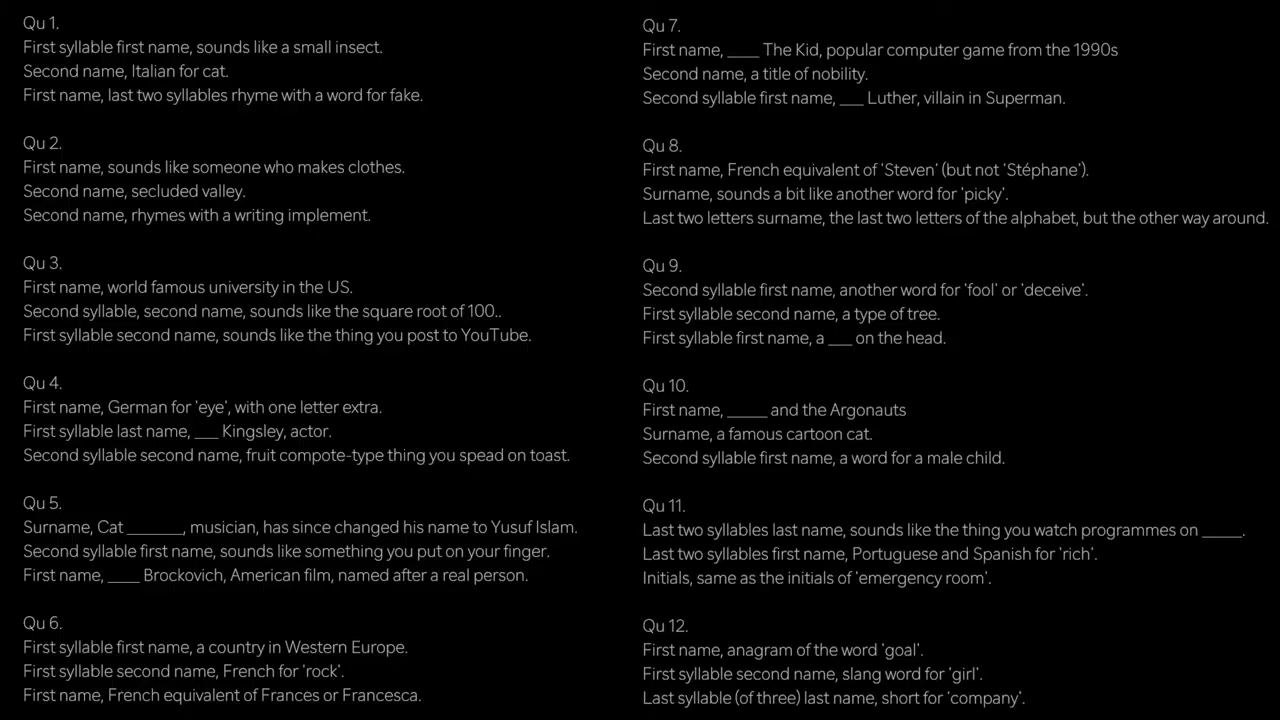 Qu 1.
First syllable first name, sounds like a small insect.
Second name, Italian for cat.
First name, last two syllables rhyme with a word for fake.
Qu 2.
First name, sounds like someone who makes clothes.
Second name, secluded valley.
Second name, rhymes with a writing implement.
Qu 3.
First name, world famous university in the US.
Second syllable, second name, sounds like the square root of 100..
First syllable second name, sounds like the thing you post to YouTube.
Qu 4.
First name, German for 'eye', with one letter extra.
First syllable last name, ___ Kingsley, actor.
Second syllable second name, fruit compote-type thing you spead on toast.
Qu 5.
Surname, Cat _______, musician, has since changed his name to Yusuf Islam.
Second syllable first name, sounds like something you put on your finger.
First name, ____ Brockovich, American film, named after a real person.
Qu 6.
First syllable first name, a country in Western Europe.
First syllable second name, French for 'rock'.
First name, French equivalent of Frances or Francesca.
Qu 7.
First name, ____ The Kid, popular computer game from the 1990s
Second name, a title of nobility.
Second syllable first name, ___ Luther, villain in Superman.
Qu 8.
First name, French equivalent of 'Steven' (but not 'Stéphane').
Surname, sounds a bit like another word for 'picky'.
Last two letters surname, the last two letters of the alphabet, but the other way around.
Qu 9.
Second syllable first name, another word for 'fool' or 'deceive'.
First syllable second name, a type of tree.
First syllable first name, a ___ on the head.
Qu 10.
First name, _____ and the Argonauts
Surname, a famous cartoon cat.
Second syllable first name, a word for a male child.
Qu 11.
Last two syllables last name, sounds like the thing you watch programmes on _____.
Last two syllables first name, Portuguese and Spanish for 'rich'.
Initials, same as the initials of 'emergency room'.
Qu 12.
First name, anagram of the word 'goal'.
First syllable second name, slang word for 'girl'.
Last syllable (of three) last name, short for 'company'.